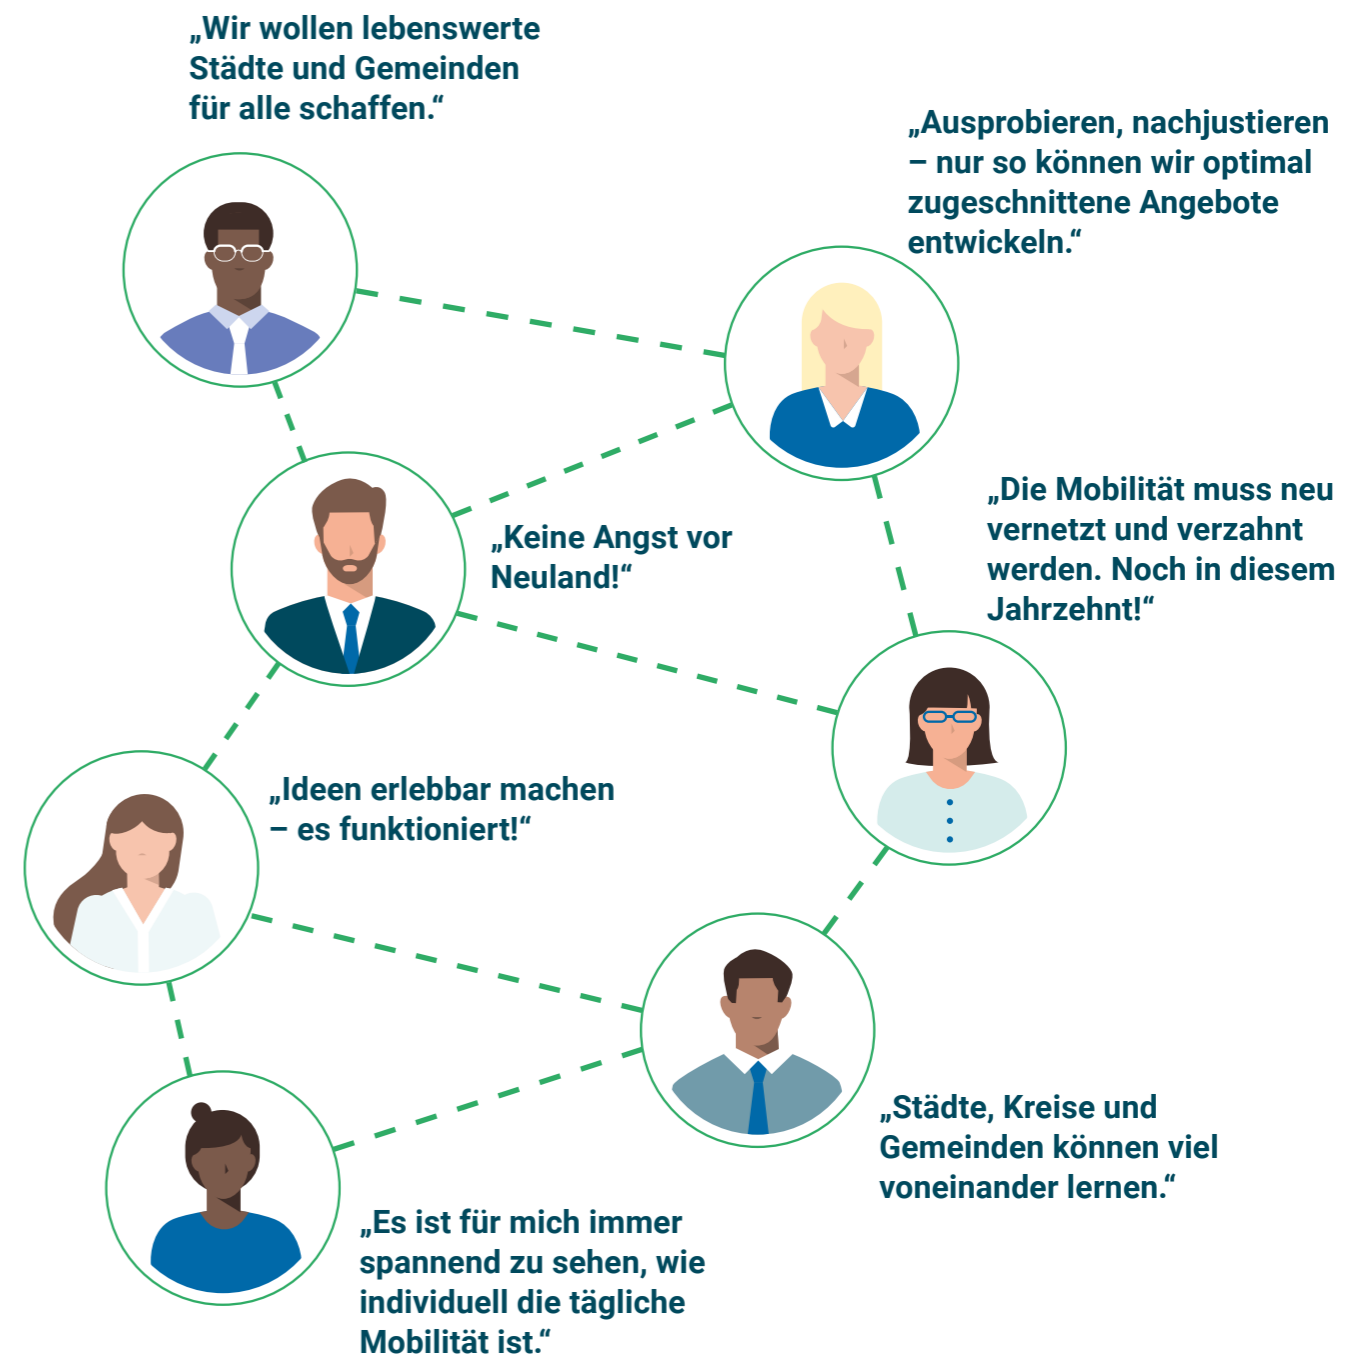 „Wir wollen lebenswerte
Städte und Gemeinden
für alle schaffen.“
„Ausprobieren, nachjustieren
– nur so können wir optimal
zugeschnittene Angebote
entwickeln.“
„Keine Angst vor
Neuland!“
„Die Mobilität muss neu
vernetzt und verzahnt
werden. Noch in diesem
Jahrzehnt!“
„Ideen erlebbar machen
– es funktioniert!“
„Städte, Kreise und
Gemeinden können viel
voneinander lernen.“
„Es ist für mich immer
spannend zu sehen, wie
individuell die tägliche
Mobilität ist.“